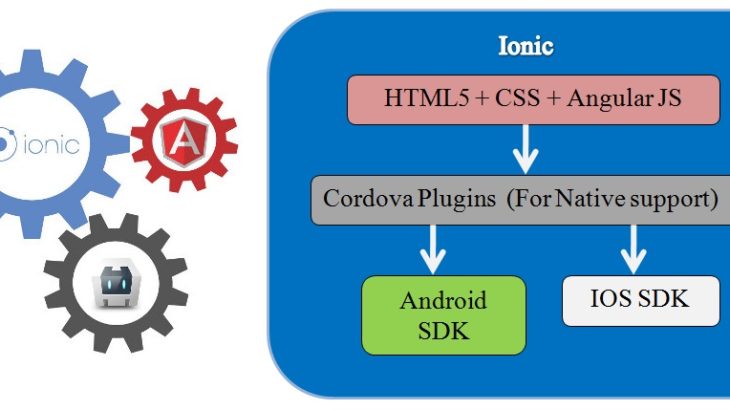 ionic
A
Ionic
HTML5 + CSS + Angular JS
Cordova Plugins (For Native support)
Android
SDK
IOS SDK